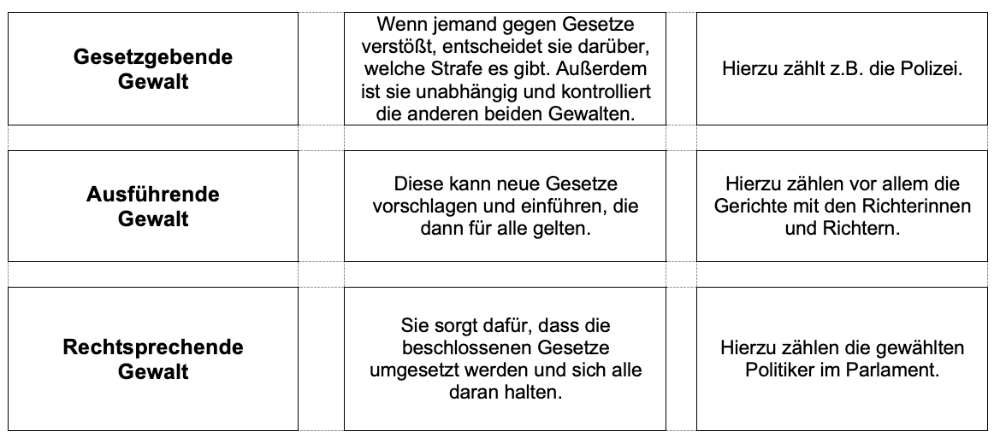 Gesetzgebende
Gewalt
Wenn jemand gegen Gesetze
verstößt, entscheidet sie darüber,
welche Strafe es gibt. Außerdem
ist sie unabhängig und kontrolliert
die anderen beiden Gewalten.
Hierzu zählt z.B. die Polizei.
Ausführende
Gewalt
Diese kann neue Gesetze
vorschlagen und einführen, die
dann für alle gelten.
Hierzu zählen vor allem die
Gerichte mit den Richterinnen
und Richtern.
Rechtsprechende
Gewalt
Sie sorgt dafür, dass die
beschlossenen Gesetze
umgesetzt werden und sich alle
daran halten.
Hierzu zählen die gewählten
Politiker im Parlament.